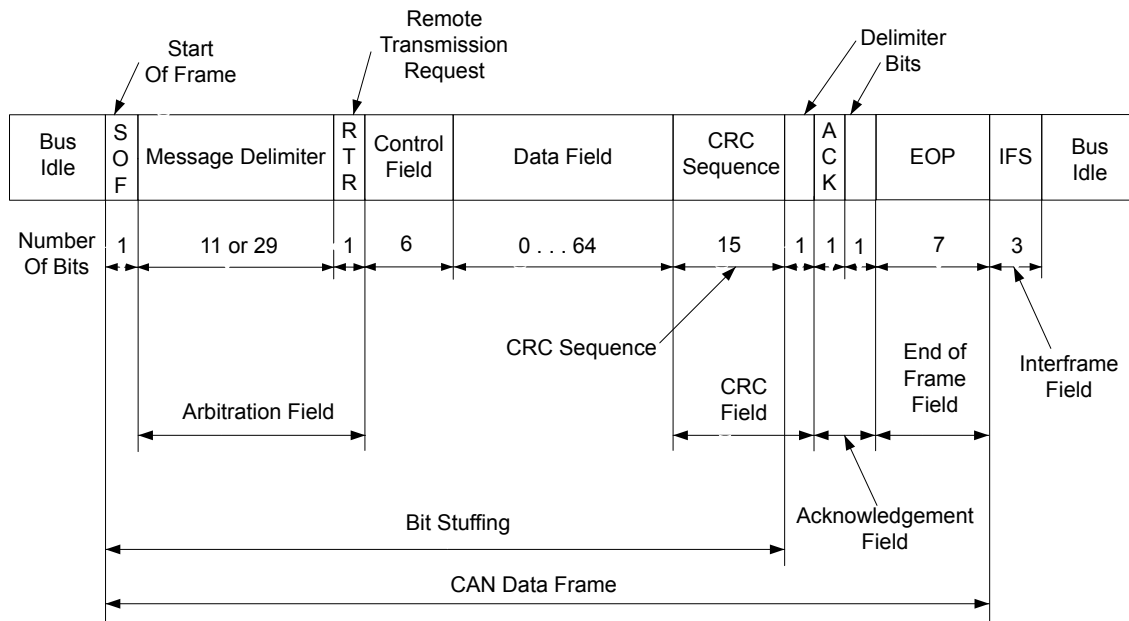 Start
Of Frame
Remote
Transmission
Request
Delimiter
Bits
Bus
Idle
S
O
F
Message Delimiter
R
T
R
Control
Field
Data Field
CRC
Sequence
A
C
K
EOP
IFS
Bus
Idle
Number
Of Bits
1
11 or 29
1
6
0 . . . 64
15
1
1
1
7
3
CRC Sequence
End of
Frame
Field
Interframe
Field
Arbitration Field
CRC
Field
Bit Stuffing
Acknowledgement
Field
CAN Data Frame